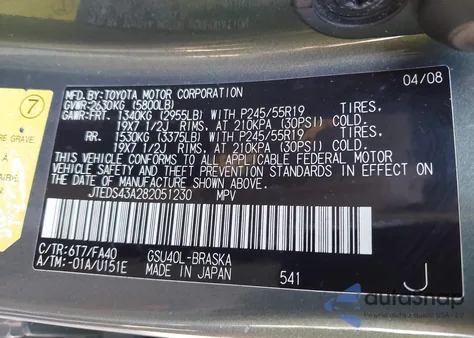 04/08
MFD. BY: TOYOTA MOTOR CORPORATION
GVWR: 2630KG (5800LB)
GAWR: FRT. 1340KG (2955LB) WITH P245/55R19 TIRES.
19X7 1/2J RIMS. AT 210KPA (30PSI) COLD.
RR. 1530KG (3375LB) WITH P245/55R19 TIRES.
19X7 1/2J RIMS. AT 210KPA (30PSI) COLD.
THIS VEHICLE CONFORMS TO ALL APPLICABLE FEDERAL MOTOR
VEHICLE SAFETY AND THEFT PREVENTION STANDARDS IN EFFECT ON
THE DATE OF MANUFACTURE SHOWN ABOVE.
JTEDS43A282051230 MPV
C/TR: 6T7/FA40 GSU40L-BRASKA
A/TM: -01A/U151E MADE IN JAPAN 541 J
7
RE GRAVE
autoshop